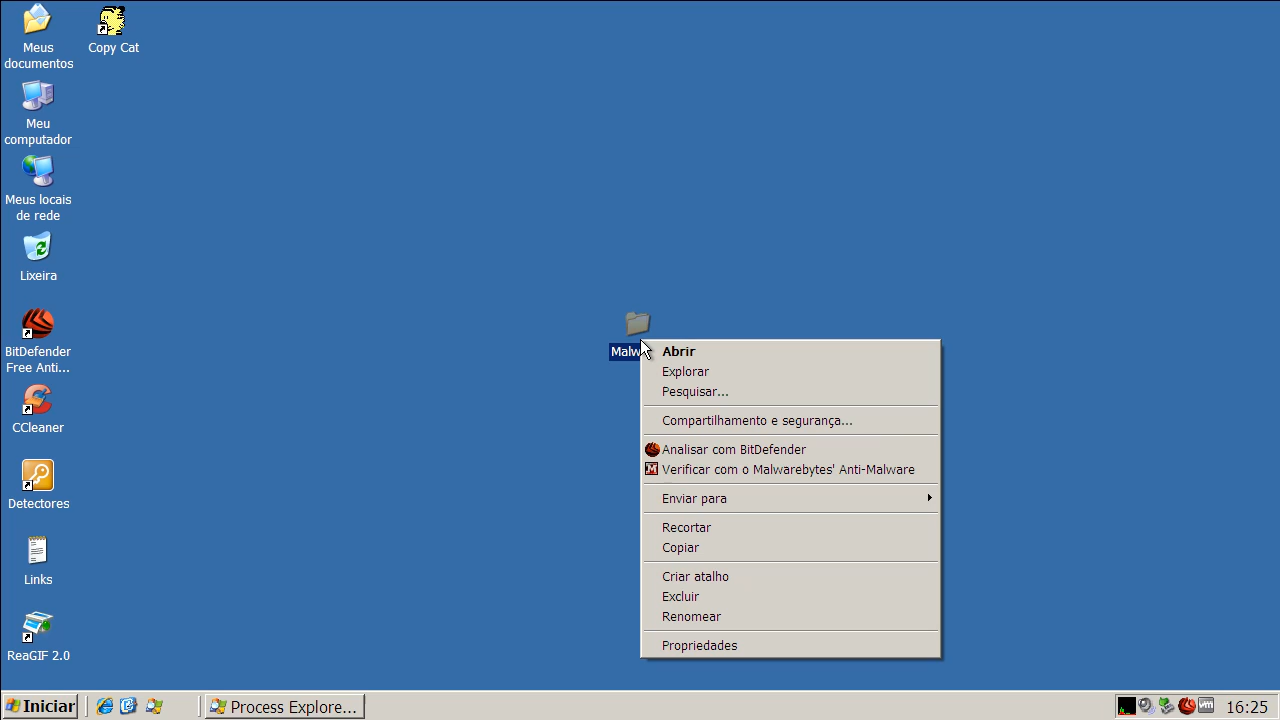 Meus
documentos
Copy Cat
Meu
computador
Meus locais
de rede
Lixeira
BitDefender
Free Anti...
CCleaner
Detectores
Links
ReaGIF 2.0
Abrir
Explorar
Pesquisar...
Compartilhamento e segurança...
Analisar com BitDefender
Verificar com o Malwarebytes' Anti-Malware
Enviar para
Recortar
Copiar
Criar atalho
Excluir
Renomear
Propriedades
Iniciar
Process Explore...
16:25